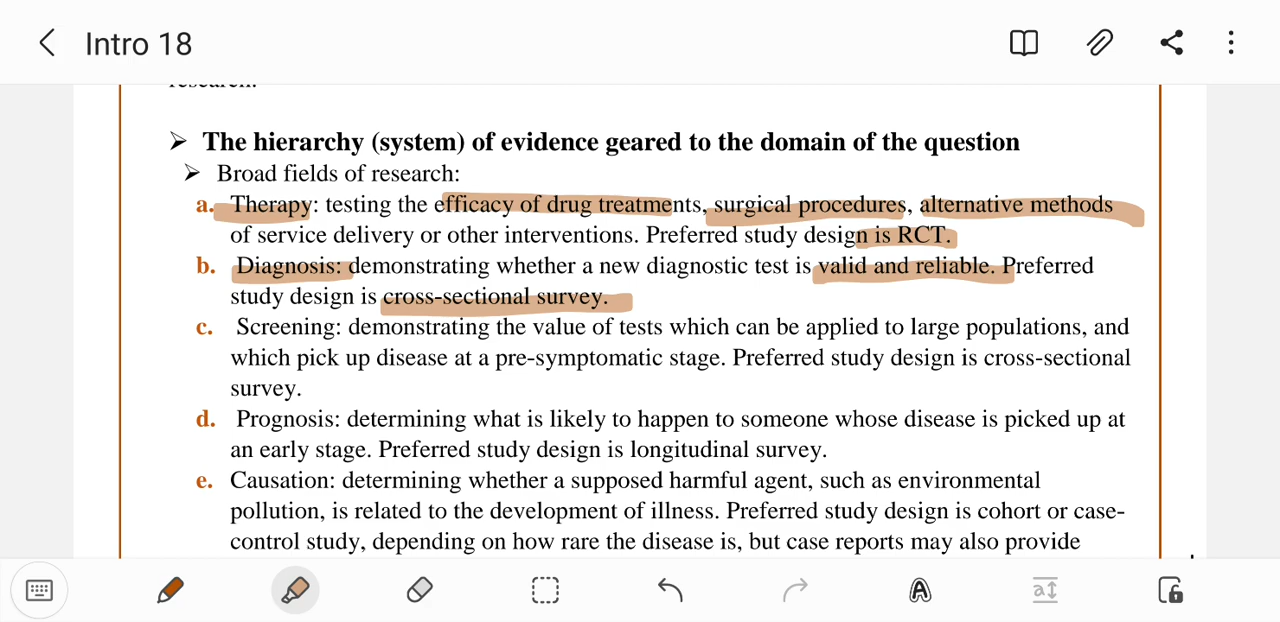 Intro 18
research.
➢ The hierarchy (system) of evidence geared to the domain of the question
➢ Broad fields of research:
a. Therapy: testing the efficacy of drug treatments, surgical procedures, alternative methods
of service delivery or other interventions. Preferred study design is RCT.
b. Diagnosis: demonstrating whether a new diagnostic test is valid and reliable. Preferred
study design is cross-sectional survey.
c. Screening: demonstrating the value of tests which can be applied to large populations, and
which pick up disease at a pre-symptomatic stage. Preferred study design is cross-sectional
survey.
d. Prognosis: determining what is likely to happen to someone whose disease is picked up at
an early stage. Preferred study design is longitudinal survey.
e. Causation: determining whether a supposed harmful agent, such as environmental
pollution, is related to the development of illness. Preferred study design is cohort or case-
control study, depending on how rare the disease is, but case reports may also provide